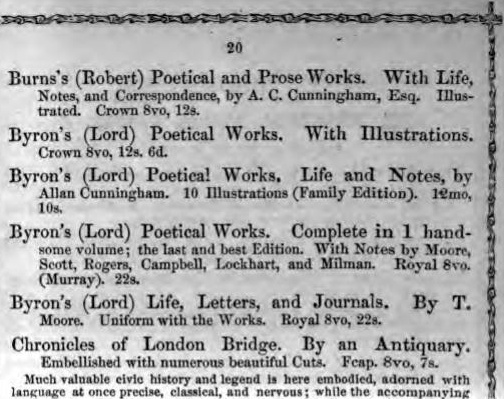 20
Burns's (Robert) Poetical and Prose Works. With Life,
Notes, and Correspondence, by A. C. Cunningham, Esq. Illus-
trated. Crown 8vo, 12s.
Byron's (Lord) Poetical Works. With Illustrations.
Crown 8vo, 12s. 6d.
Byron's (Lord) Poetical Works. Life and Notes, by
Allan Cunningham. 10 Illustrations (Family Edition). 12mo,
10s.
Byron's (Lord) Poetical Works. Complete in 1 hand-
some volume; the last and best Edition. With Notes by Moore,
Scott, Rogers, Campbell, Lockhart, and Milman. Royal 8vo.
(Murray). 22s.
Byron's (Lord) Life, Letters, and Journals. By T.
Moore. Uniform with the Works. Royal 8vo, 22s.
Chronicles of London Bridge. By an Antiquary.
Embellished with numerous beautiful Cuts. Fcap. 8vo, 7s.
Much valuable civic history and legend is here embodied, adorned with
language at once precise, classical, and nervous; while the accompanying